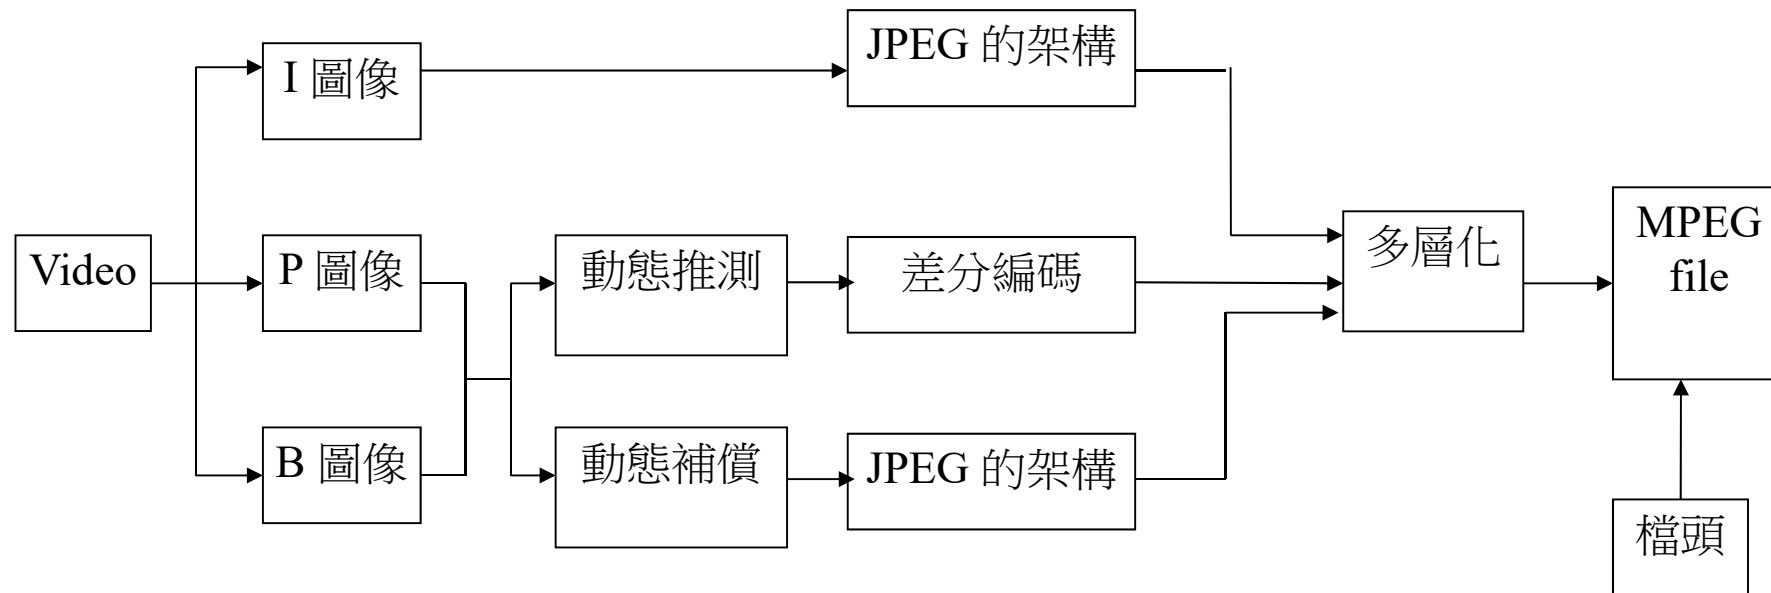 I 圖像
JPEG 的架構
Video
P 圖像
動態推測
差分編碼
多層化
MPEG
file
B 圖像
動態補償
JPEG 的架構
檔頭